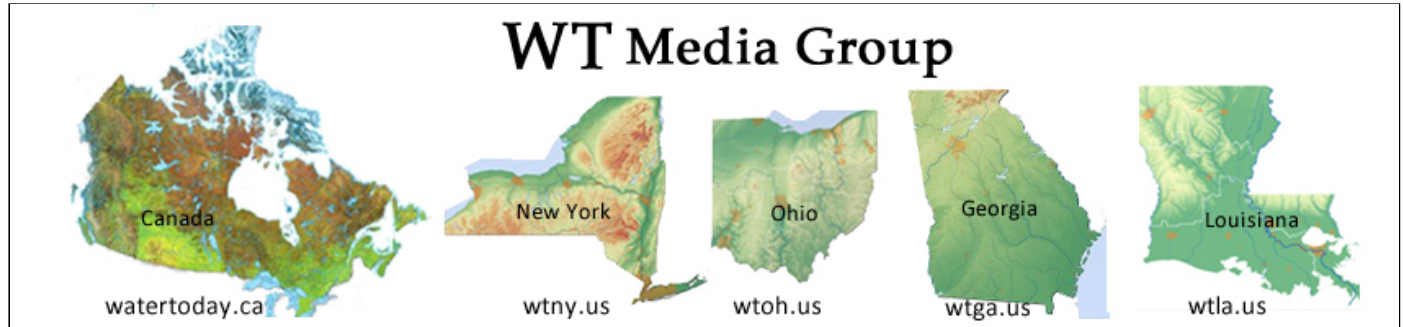 WT Media Group
Canada
New York
Ohio
Georgia
Louisiana
watertoday.ca
wtny.us
wtoh.us
wtga.us
wtla.us